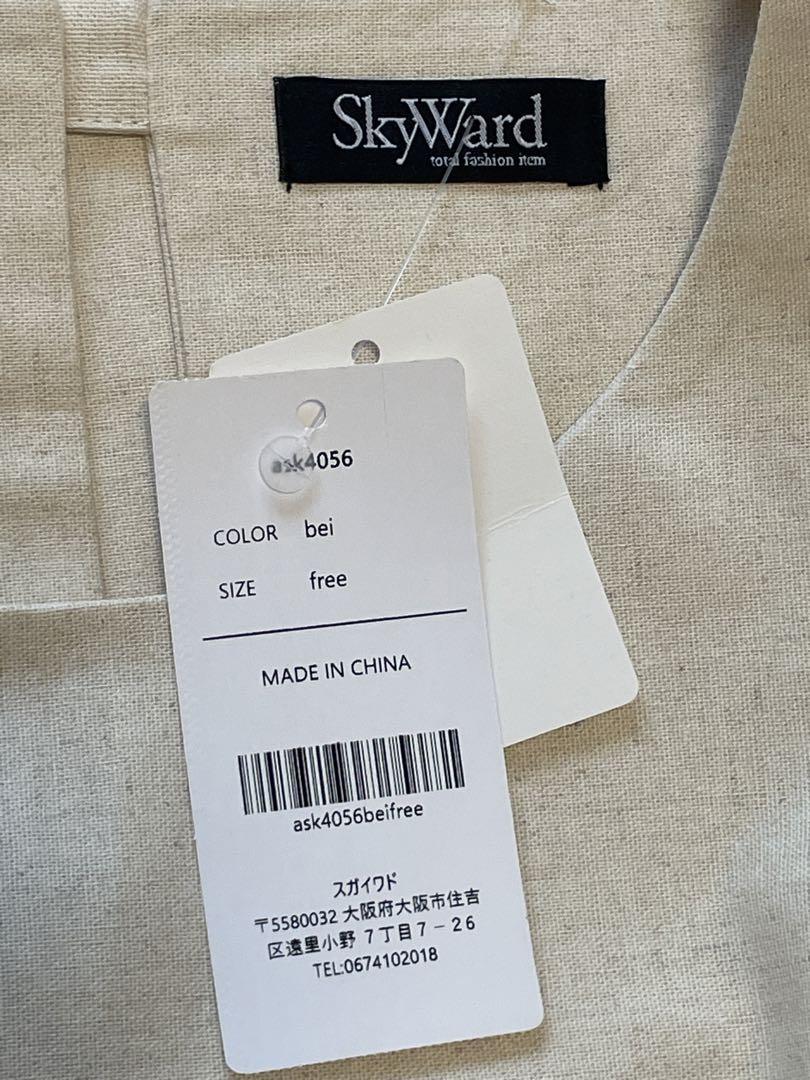 SkyWard
total fashion item
ask4056
COLOR bei
SIZE free
MADE IN CHINA
ask4056beifree
スガイワド
〒5580032 大阪府大阪市住吉
区遠里小野 7丁目7－26
TEL:0674102018